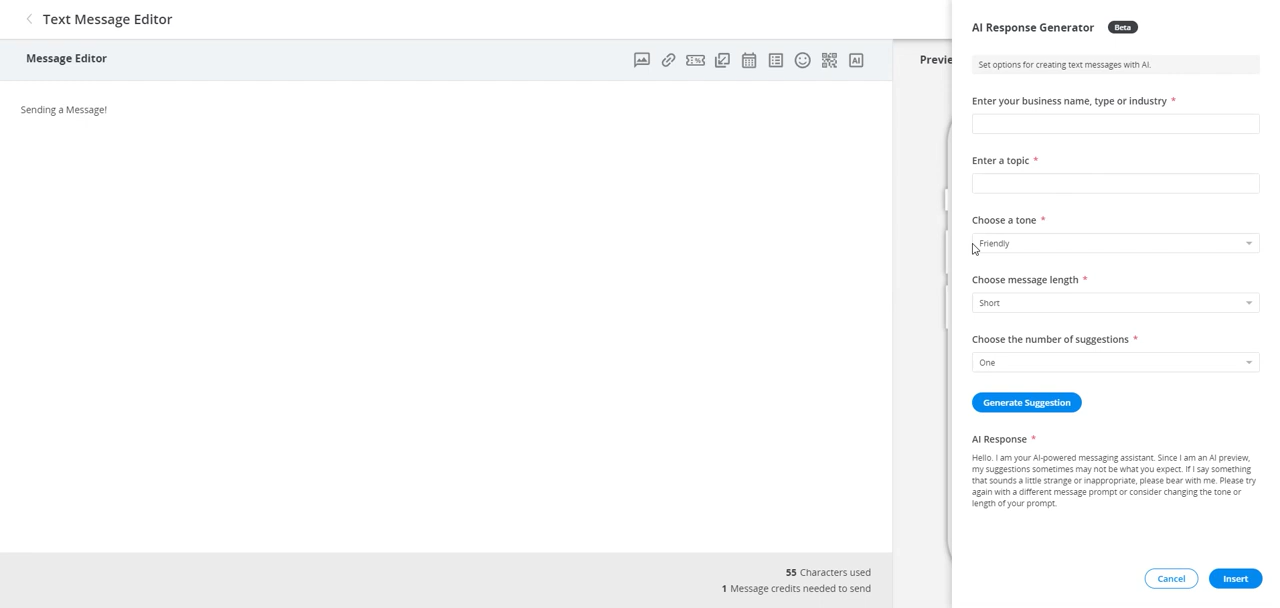 Text Message Editor
Message Editor
Sending a Message!
55 Characters used
1 Message credits needed to send
AI
%
AI Response Generator Beta
Set options for creating text messages with AI.
Enter your business name, type or industry *
Enter a topic *
Choose a tone *
Friendly
Choose message length *
Short
Choose the number of suggestions *
One
Generate Suggestion
AI Response *
Hello. I am your AI-powered messaging assistant. Since I am an AI preview,
my suggestions sometimes may not be what you expect. If I say something
that sounds a little strange or inappropriate, please bear with me. Please try
again with a different message prompt or consider changing the tone or
length of your prompt.
Cancel Insert